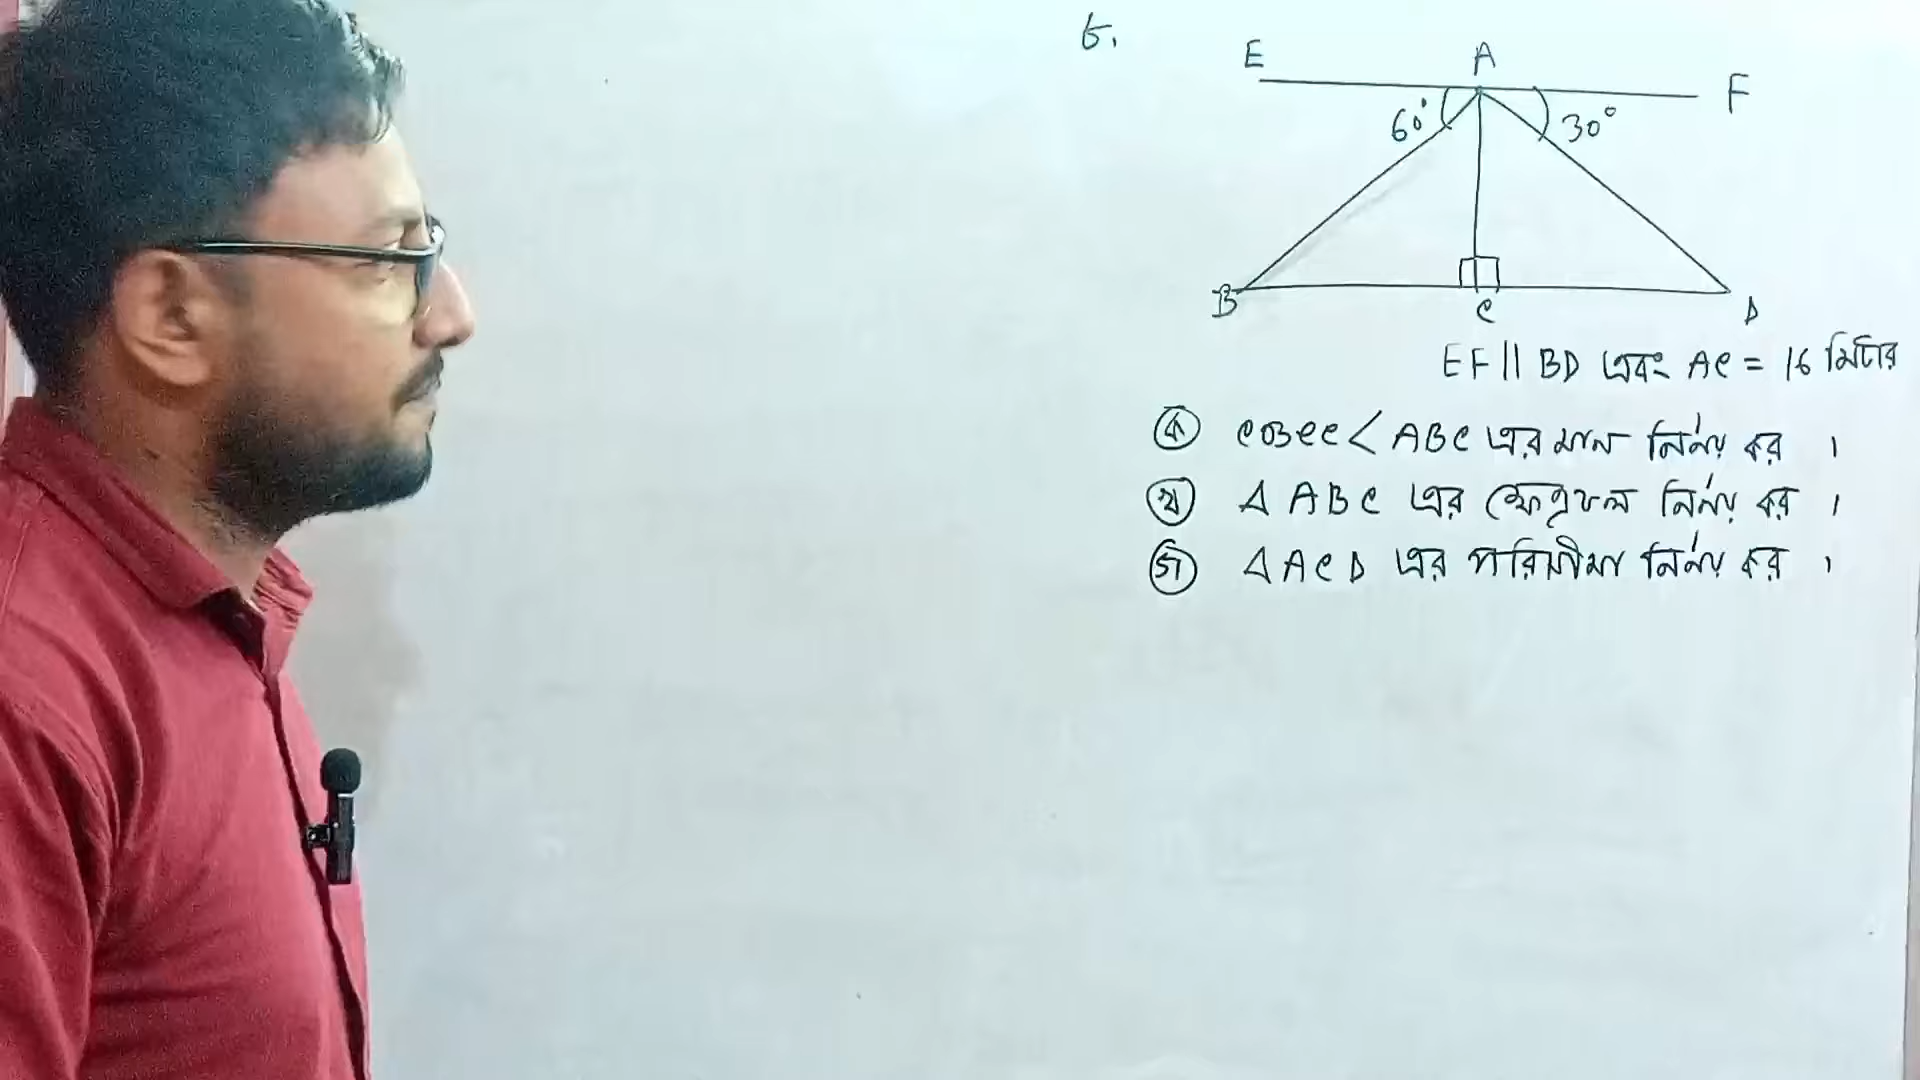 ৮.
E A F
60° 30°
B C D
EF || BD এবং AC = 16 মিটার
ক cosec < ABC এর মান নির্ণয় কর ।
খ △ ABC এর ক্ষেত্রফল নির্ণয় কর ।
গ △ ACD এর পরিসীমা নির্ণয় কর ।